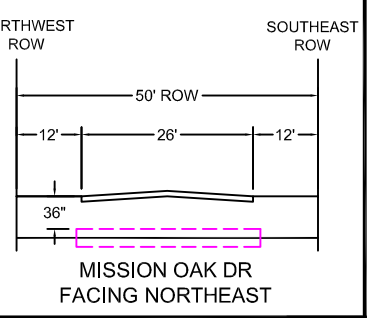 RTHWEST
ROW
SOUTHEAST
ROW
50' ROW
12'
26'
12'
36"
MISSION OAK DR
FACING NORTHEAST